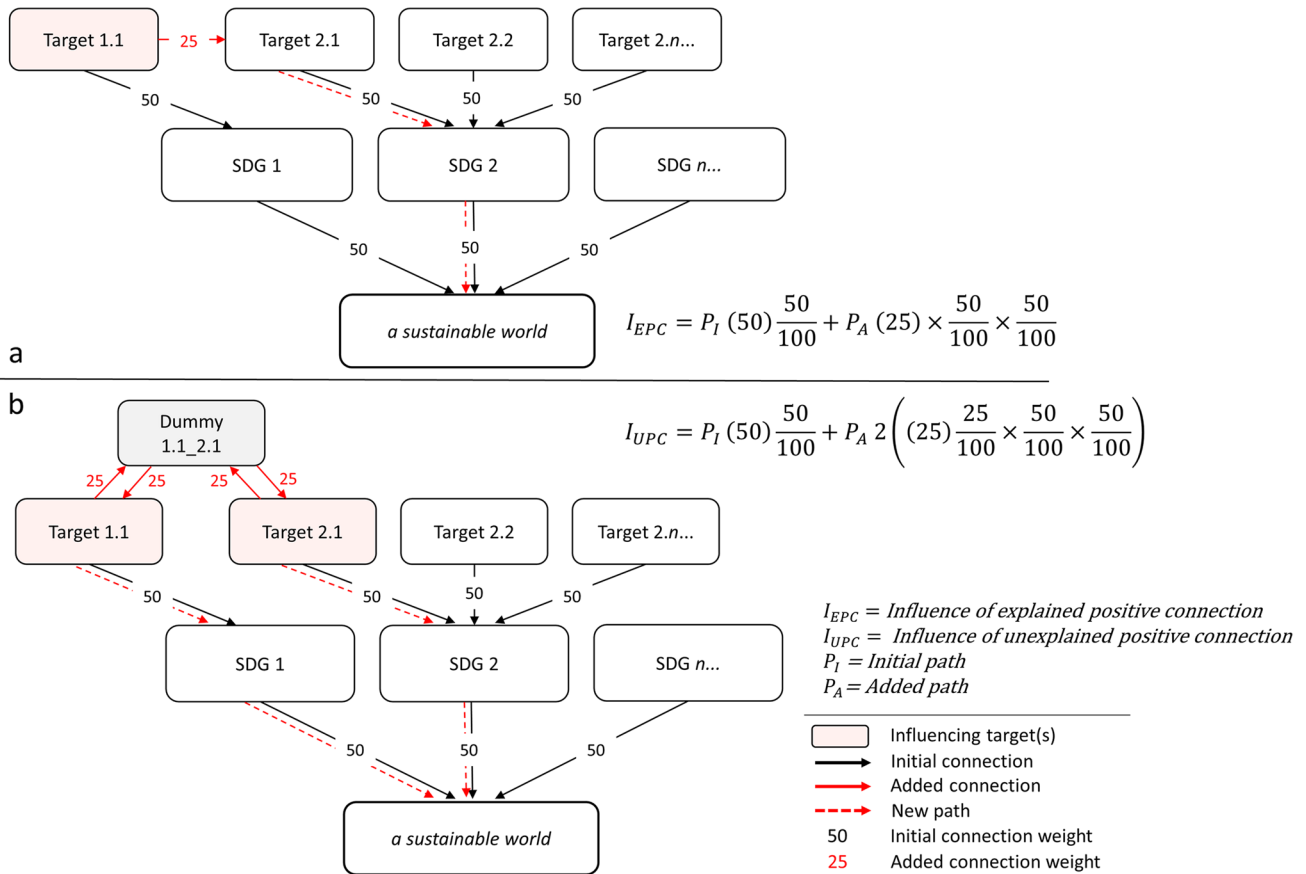 Target 1.1
25
Target 2.1
Target 2.2
Target 2.n...
50
50
50
50
SDG 1
SDG 2
SDG n...
50
50
50
a sustainable world
I_EPC = P_I (50) 50/100 + P_A (25) × 50/100 × 50/100
a
b
I_UPC = P_I (50) 50/100 + P_A 2((25) 25/100 × 50/100 × 50/100)
Dummy
1.1_2.1
25
25
25
25
Target 1.1
Target 2.1
Target 2.2
Target 2.n...
50
50
50
50
SDG 1
SDG 2
SDG n...
50
50
50
a sustainable world
I_EPC = Influence of explained positive connection
I_UPC = Influence of unexplained positive connection
P_I = Initial path
P_A = Added path
Influencing target(s)
Initial connection
Added connection
New path
50 Initial connection weight
25 Added connection weight